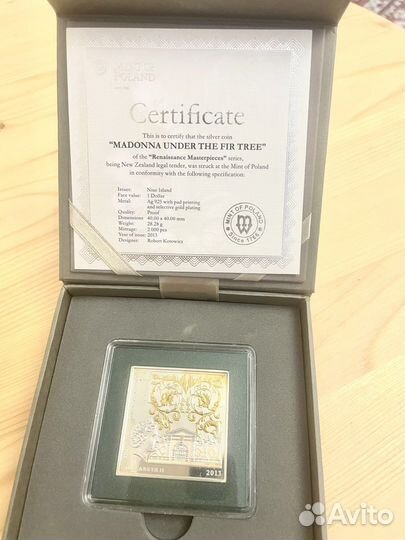 MINT OF
POLAND
Certificate
This is to certify that the silver coin
"MADONNA UNDER THE FIR TREE"
of the "Renaissance Masterpieces" series,
being New Zealand legal tender, was struck at the Mint of Poland
in conformity with the following specification:
Issuer: Niue Island
Face value: 1 Dollar
Metal: Ag 925 with pad printing
and selective gold plating
Quality: Proof
Dimensions: 40.00 x 40.00 mm
Weight: 28.28 g
Mintage: 2 000 pcs
Year of issue: 2013
Designer: Robert Kotowicz
MINT OF POLAND
Since 1766
II
2013
Avito